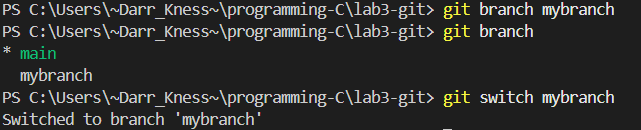 PS C:\Users\~Darr_Kness~\programming-C\lab3-git> git branch mybranch
PS C:\Users\~Darr_Kness~\programming-C\lab3-git> git branch
* main
  mybranch
PS C:\Users\~Darr_Kness~\programming-C\lab3-git> git switch mybranch
Switched to branch 'mybranch'